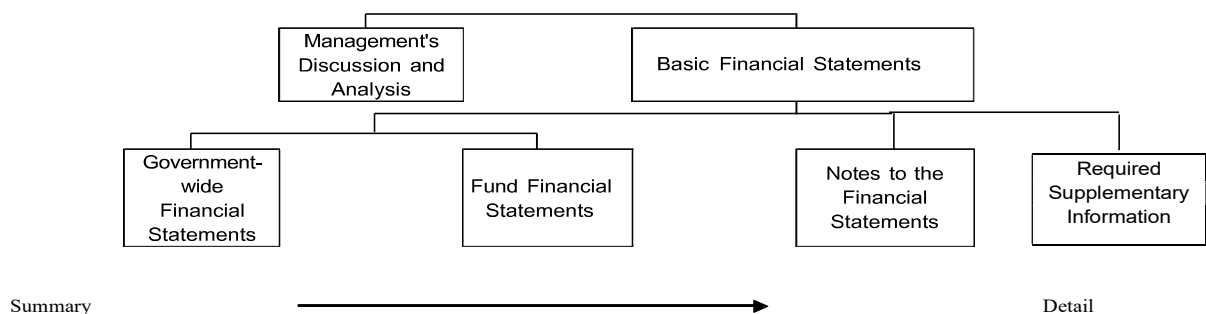 Management's
Discussion and
Analysis
Basic Financial Statements
Government-
wide
Financial
Statements
Fund Financial
Statements
Notes to the
Financial
Statements
Required
Supplementary
Information
Summary
Detail